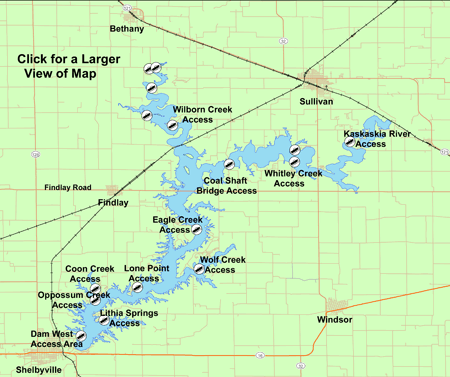 Bethany
Click for a Larger
View of Map
Sullivan
Wilborn Creek
Access
Kaskaskia River
Access
Coal Shaft
Bridge Access
Whitley Creek
Access
Findlay Road
Findlay
Eagle Creek
Access
Wolf Creek
Access
Coon Creek
Access
Lone Point
Access
Oppossum Creek
Access
Lithia Springs
Access
Windsor
Dam West
Access Area
Shelbyville